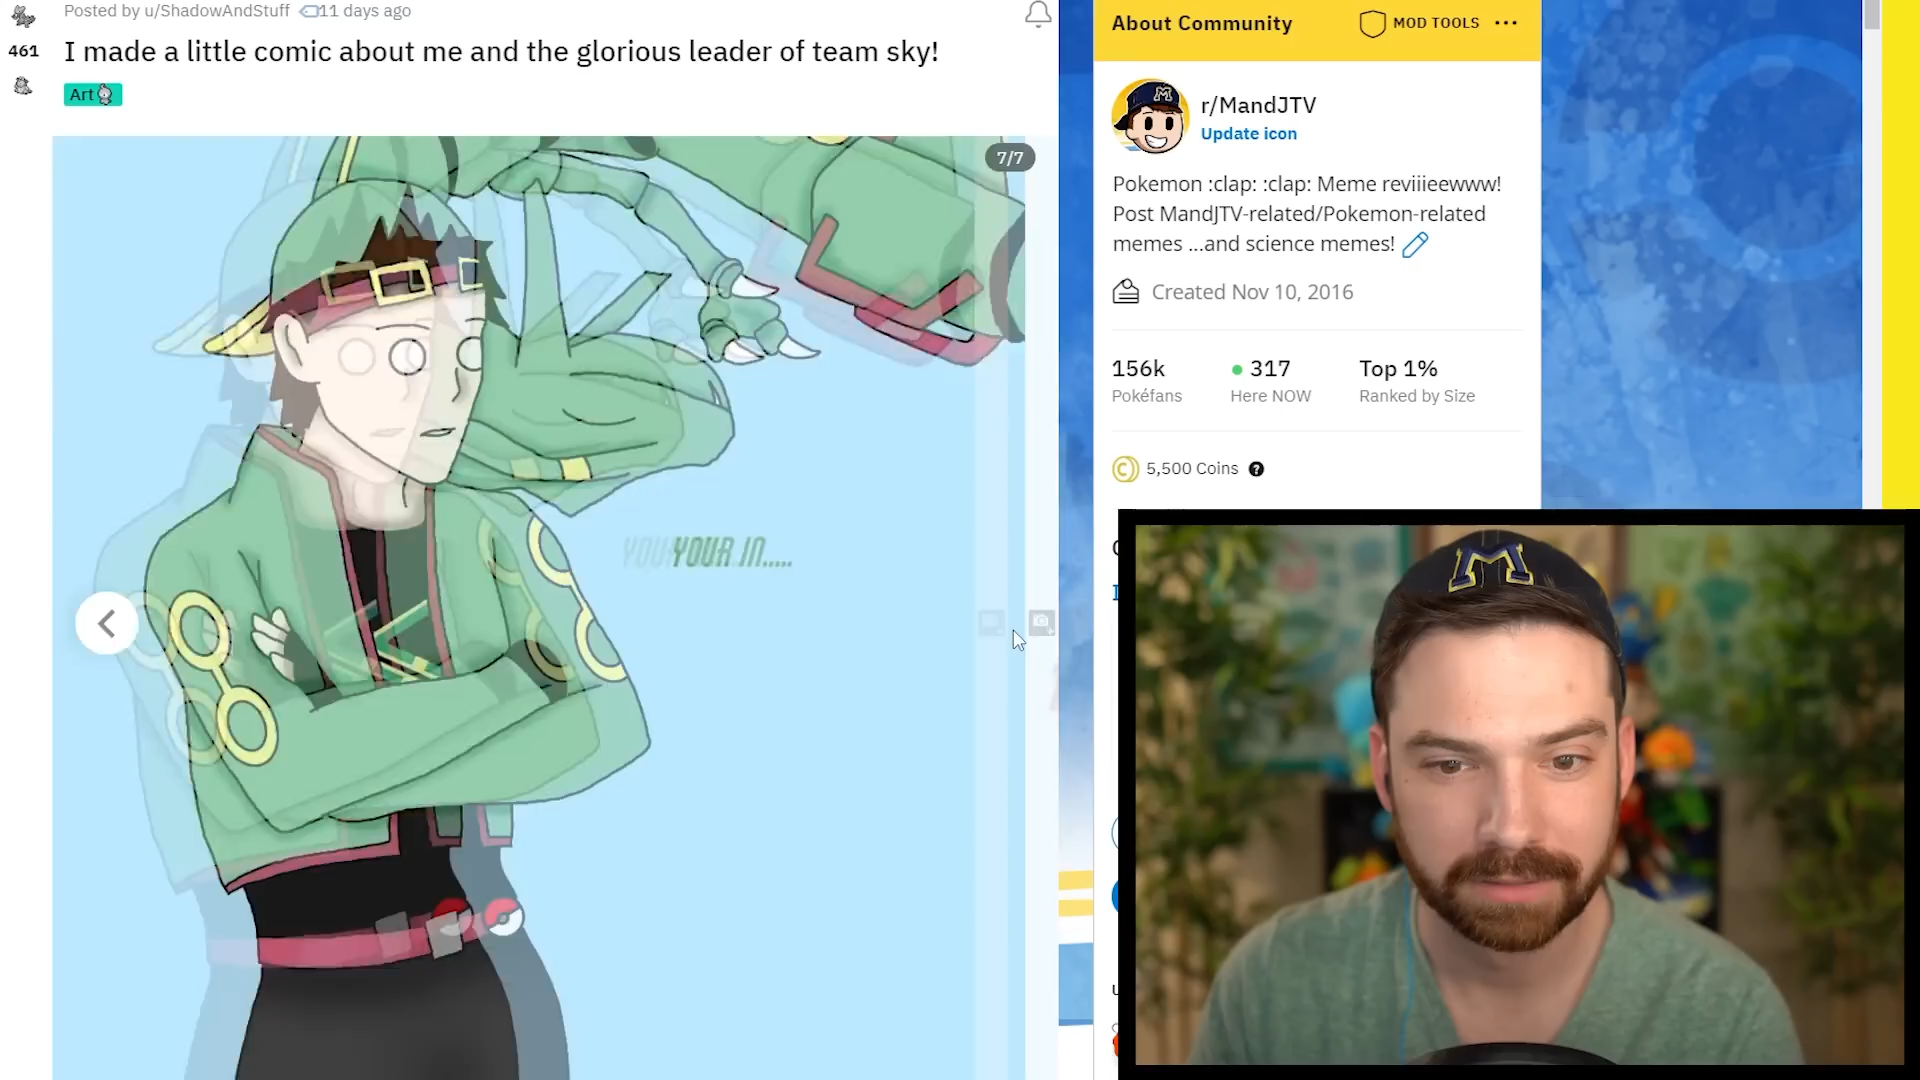 Posted by u/ShadowAndStuff 11 days ago
461
I made a little comic about me and the glorious leader of team sky!
Art
7/7
YOUR IN.....
About Community
MOD TOOLS
M
r/MandJTV
Update icon
Pokemon :clap: :clap: Meme reviiieewww!
Post MandJTV-related/Pokemon-related
memes ...and science memes!
Created Nov 10, 2016
156k
Pokéfans
317
Here NOW
Top 1%
Ranked by Size
5,500 Coins
M